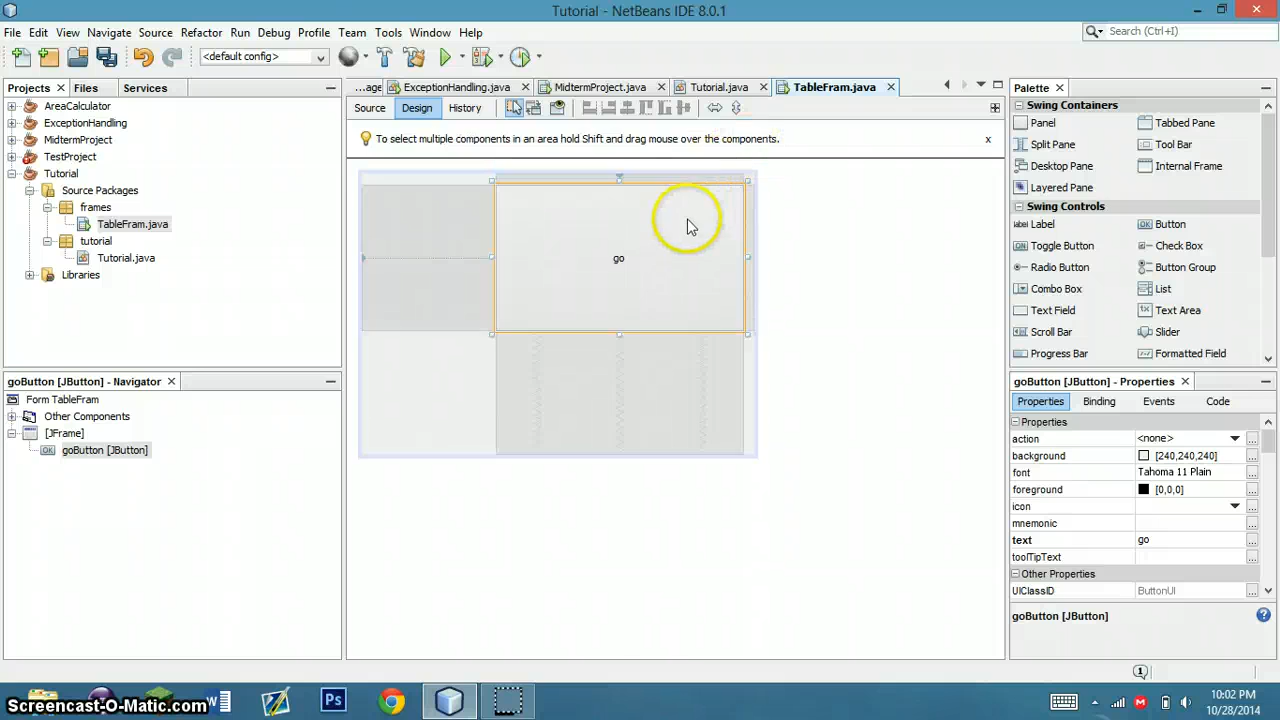 Tutorial - NetBeans IDE 8.0.1
File Edit View Navigate Source Refactor Run Debug Profile Team Tools Window Help
Search (Ctrl+I)
<default config>
Projects Files Services
AreaCalculator
ExceptionHandling
MidtermProject
TestProject
Tutorial
Source Packages
frames
TableFram.java
tutorial
Tutorial.java
Libraries
goButton [JButton] - Navigator
Form TableFram
Other Components
[JFrame]
goButton [JButton]
...age ExceptionHandling.java MidtermProject.java Tutorial.java TableFram.java
Source Design History
To select multiple components in an area hold Shift and drag mouse over the components. x
go
Palette
Swing Containers
Panel Tabbed Pane
Split Pane Tool Bar
Desktop Pane Internal Frame
Layered Pane
Swing Controls
Label Button
Toggle Button Check Box
Radio Button Button Group
Combo Box List
Text Field Text Area
Scroll Bar Slider
Progress Bar Formatted Field
goButton [JButton] - Properties
Properties Binding Events Code
Properties
action <none>
background [240,240,240]
font Tahoma 11 Plain
foreground [0,0,0]
icon
mnemonic
text go
toolTipText
Other Properties
UIClassID ButtonUI
goButton [JButton]
1
Screencast-O-Matic.com
Ps
10:02 PM
10/28/2014